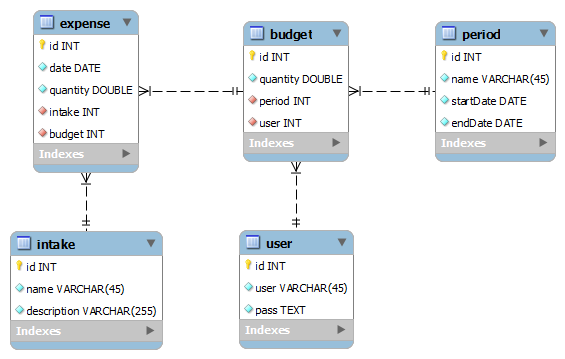 expense
id INT
date DATE
quantity DOUBLE
intake INT
budget INT
Indexes
budget
id INT
quantity DOUBLE
period INT
user INT
Indexes
period
id INT
name VARCHAR(45)
startDate DATE
endDate DATE
Indexes
intake
id INT
name VARCHAR(45)
description VARCHAR(255)
Indexes
user
id INT
user VARCHAR(45)
pass TEXT
Indexes